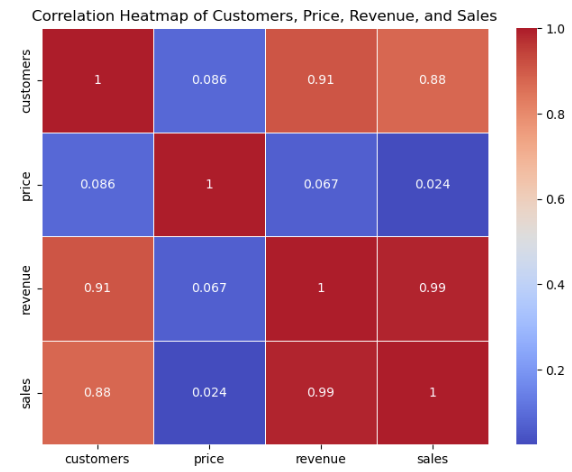 Correlation Heatmap of Customers, Price, Revenue, and Sales
customers
1 0.086 0.91 0.88
price
0.086 1 0.067 0.024
revenue
0.91 0.067 1 0.99
sales
0.88 0.024 0.99 1
customers price revenue sales
1.0
0.8
0.6
0.4
0.2